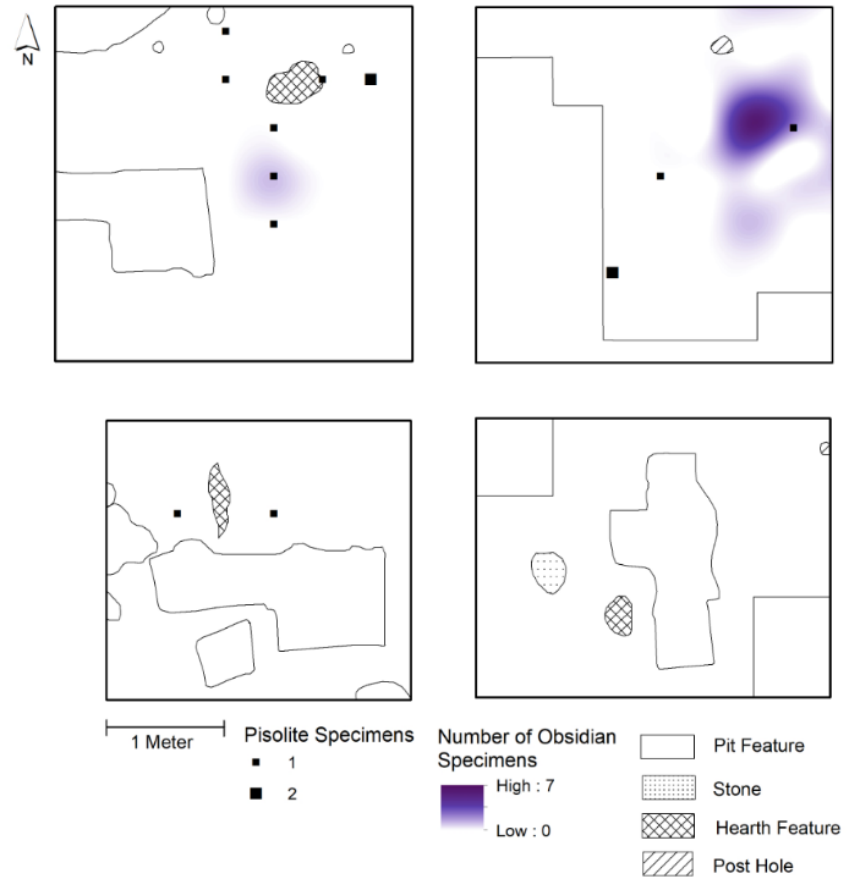 N
1 Meter
Pisolite Specimens
1
2
Number of Obsidian
Specimens
High : 7
Low : 0
Pit Feature
Stone
Hearth Feature
Post Hole